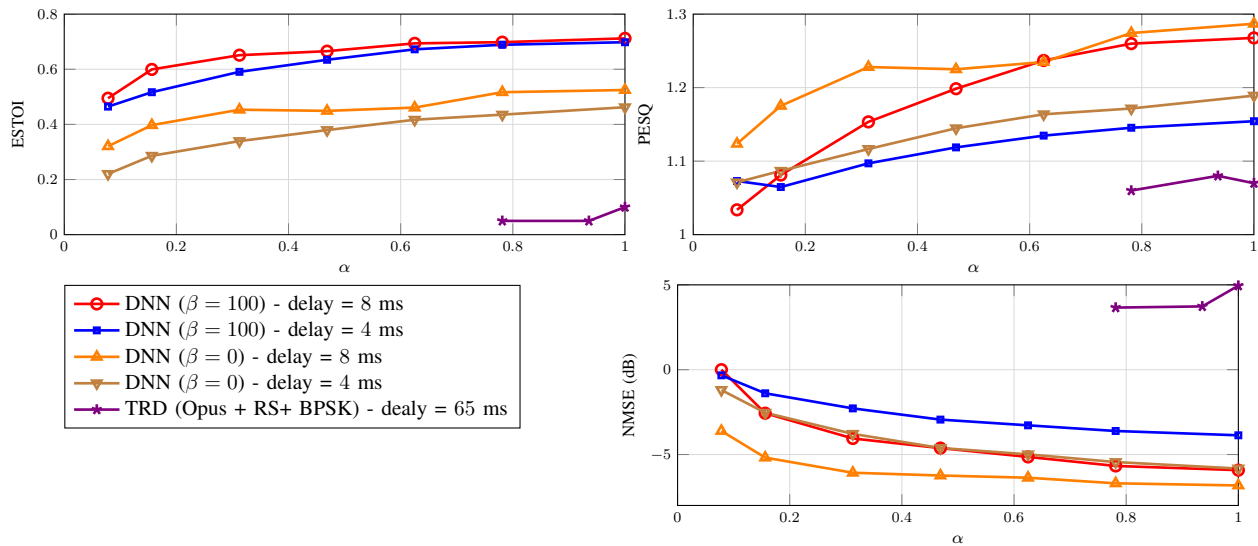 0.8
0.6
0.4
0.2
0
ESTOI
0 0.2 0.4 0.6 0.8 1
α
1.3
1.2
1.1
1
PESQ
0 0.2 0.4 0.6 0.8 1
α
DNN (β = 100) - delay = 8 ms
DNN (β = 100) - delay = 4 ms
DNN (β = 0) - delay = 8 ms
DNN (β = 0) - delay = 4 ms
TRD (Opus + RS+ BPSK) - dealy = 65 ms
5
0
−5
NMSE (dB)
0 0.2 0.4 0.6 0.8 1
α